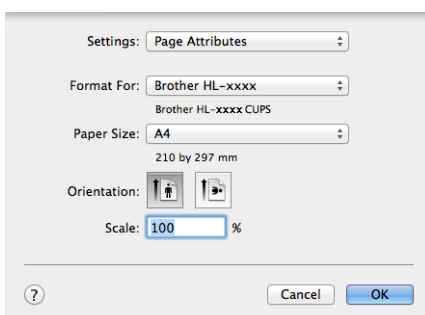 Settings: Page Attributes
Format For: Brother HL-xxxx
Brother HL-xxxx CUPS
Paper Size: A4
210 by 297 mm
Orientation:
Scale: 100 %
? Cancel OK